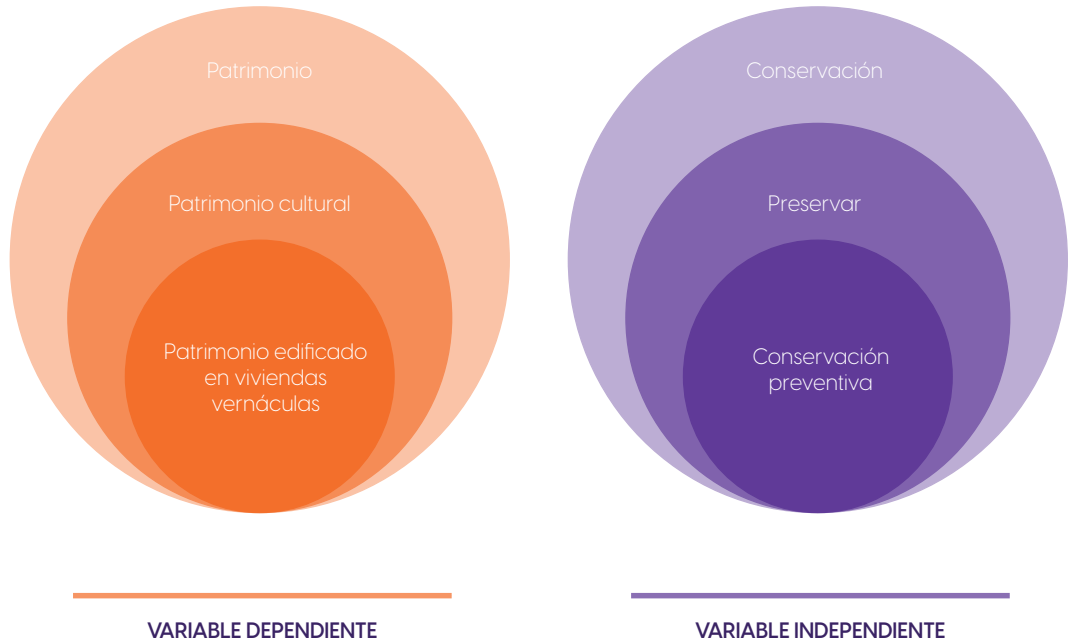 Patrimonio
Patrimonio cultural
Patrimonio edificado
en viviendas
vernáculas
VARIABLE DEPENDIENTE
Conservación
Preservar
Conservación
preventiva
VARIABLE INDEPENDIENTE